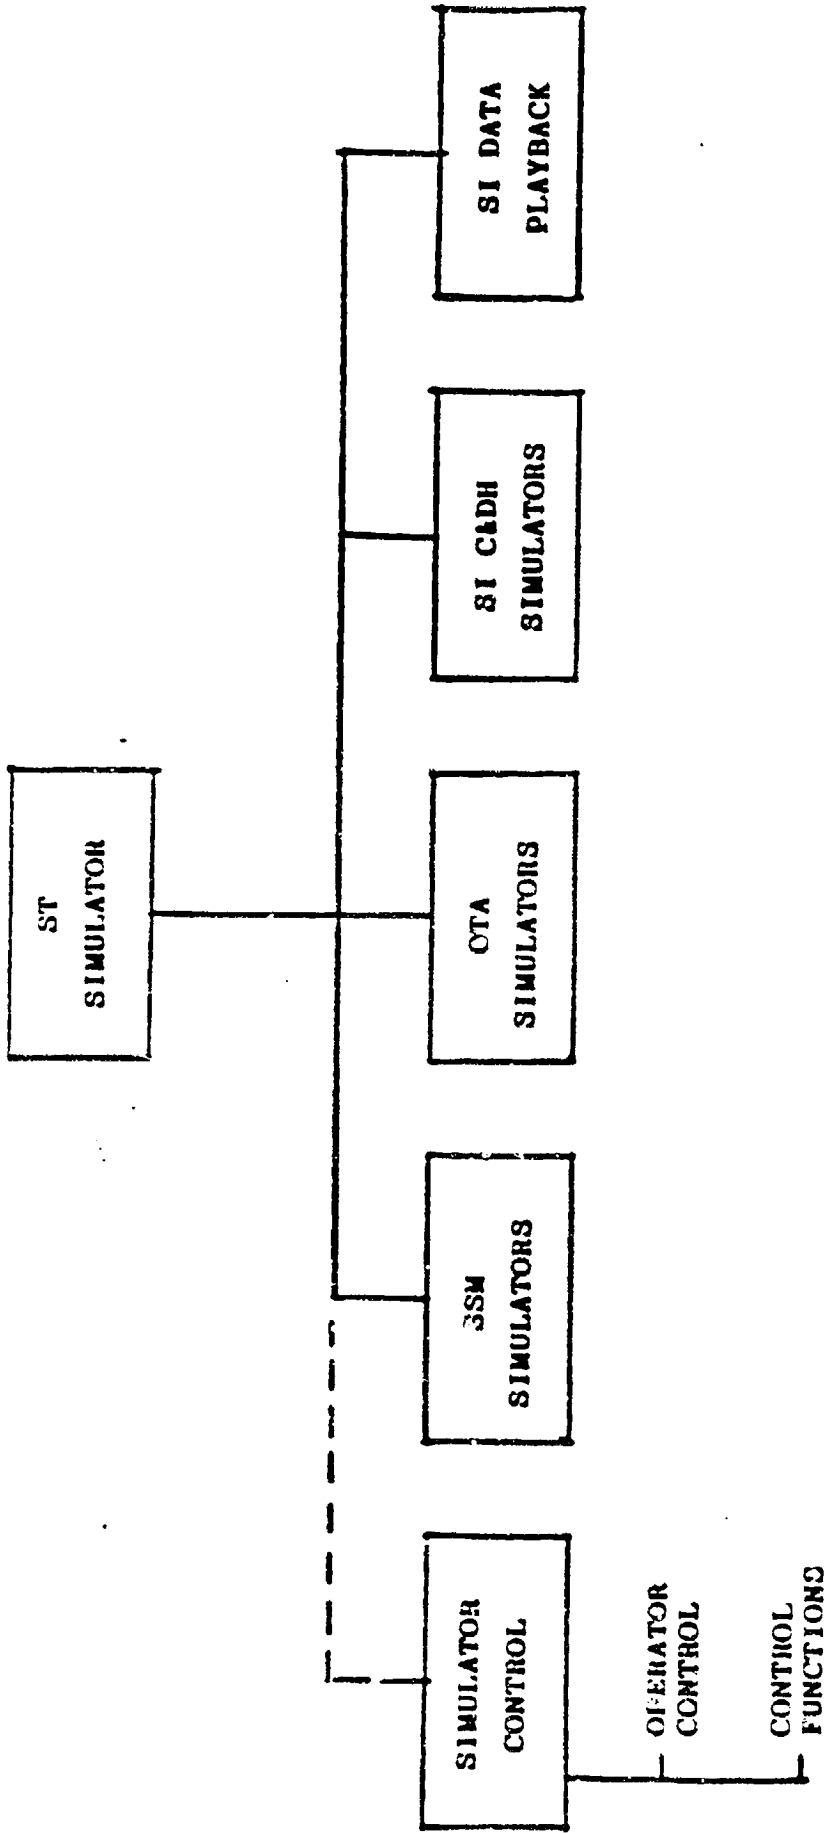 ST
SIMULATOR
SIMULATOR
CONTROL
OPERATOR
CONTROL
CONTROL
FUNCTIONS
SSM
SIMULATORS
OTA
SIMULATORS
SI C&DH
SIMULATORS
SI DATA
PLAYBACK